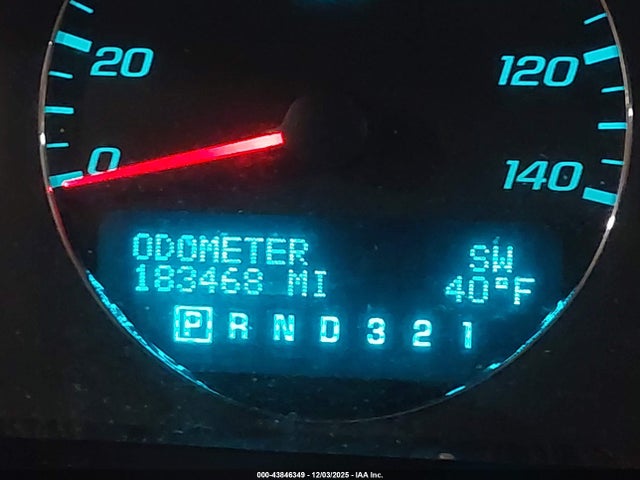 20
120
0
140
ODOMETER SW
183468 MI 40°F
P R N D 3 2 1
000-43846349 - 12/03/2025 - IAA Inc.